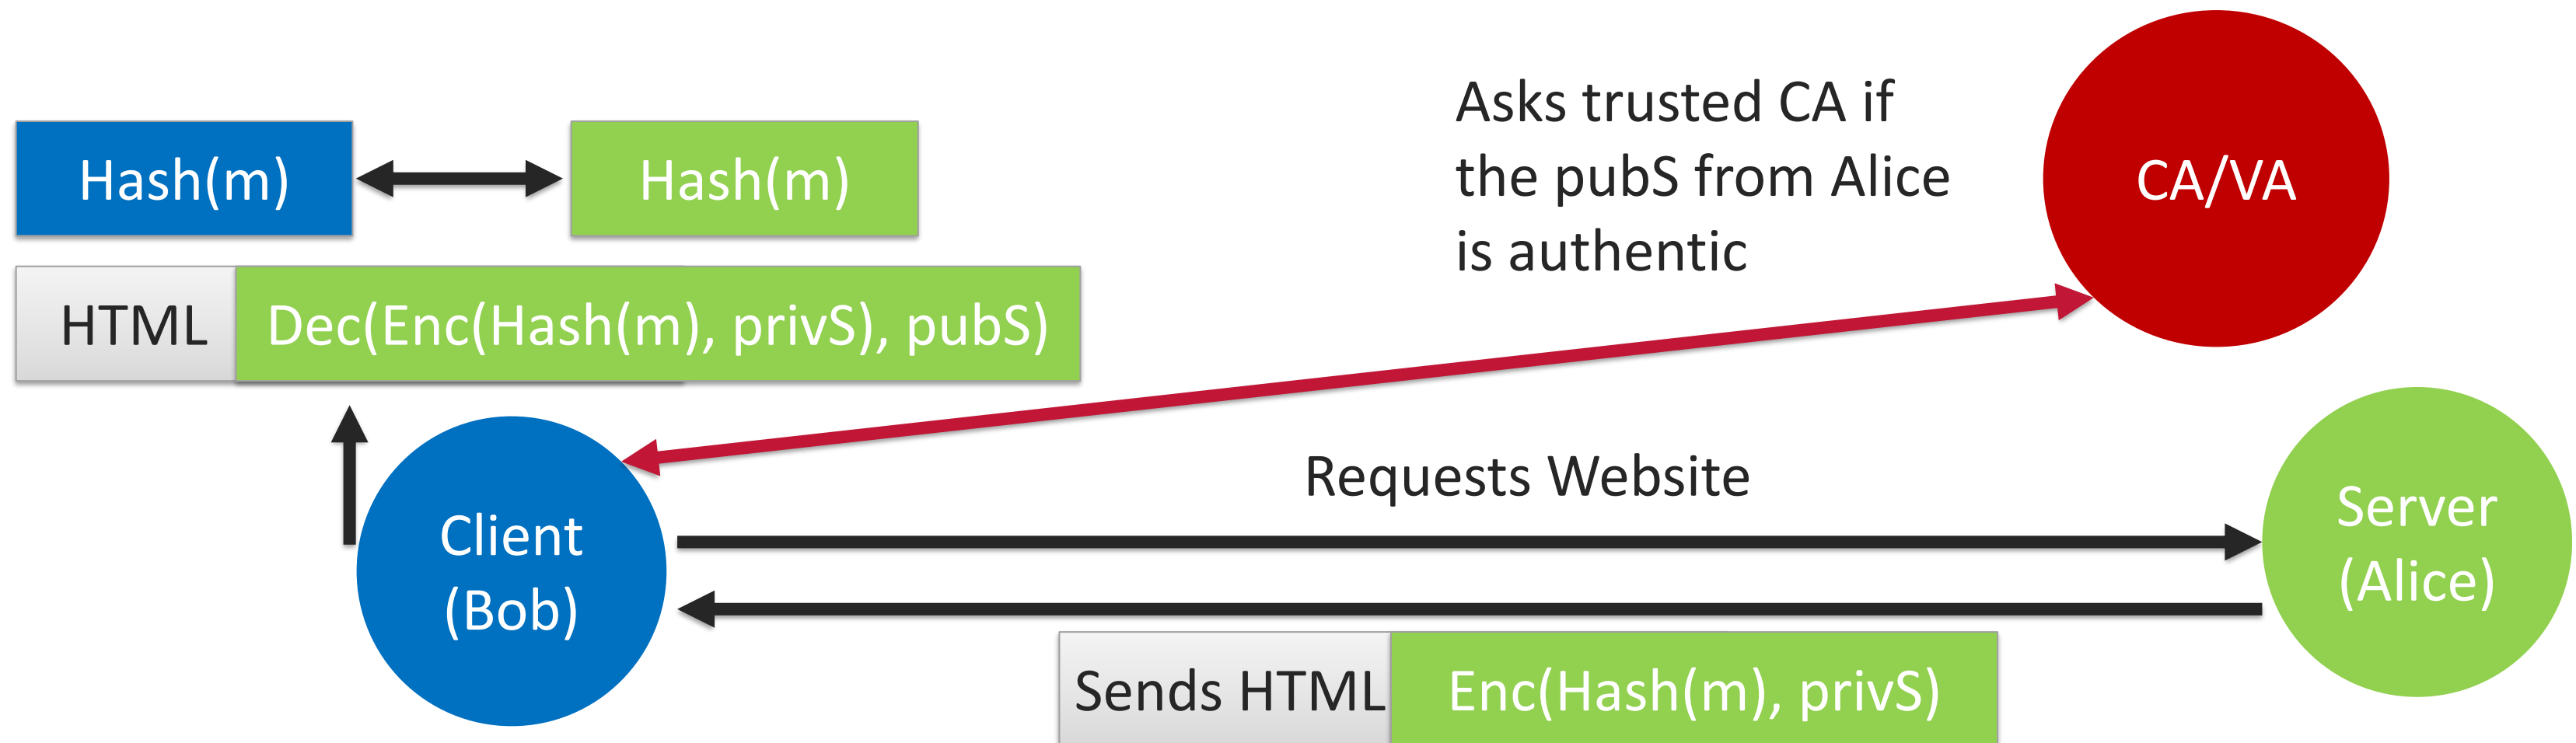 Hash(m)
Hash(m)
HTML
Dec(Enc(Hash(m), privS), pubS)
Asks trusted CA if
the pubS from Alice
is authentic
CA/VA
Client
(Bob)
Requests Website
Server
(Alice)
Sends HTML
Enc(Hash(m), privS)